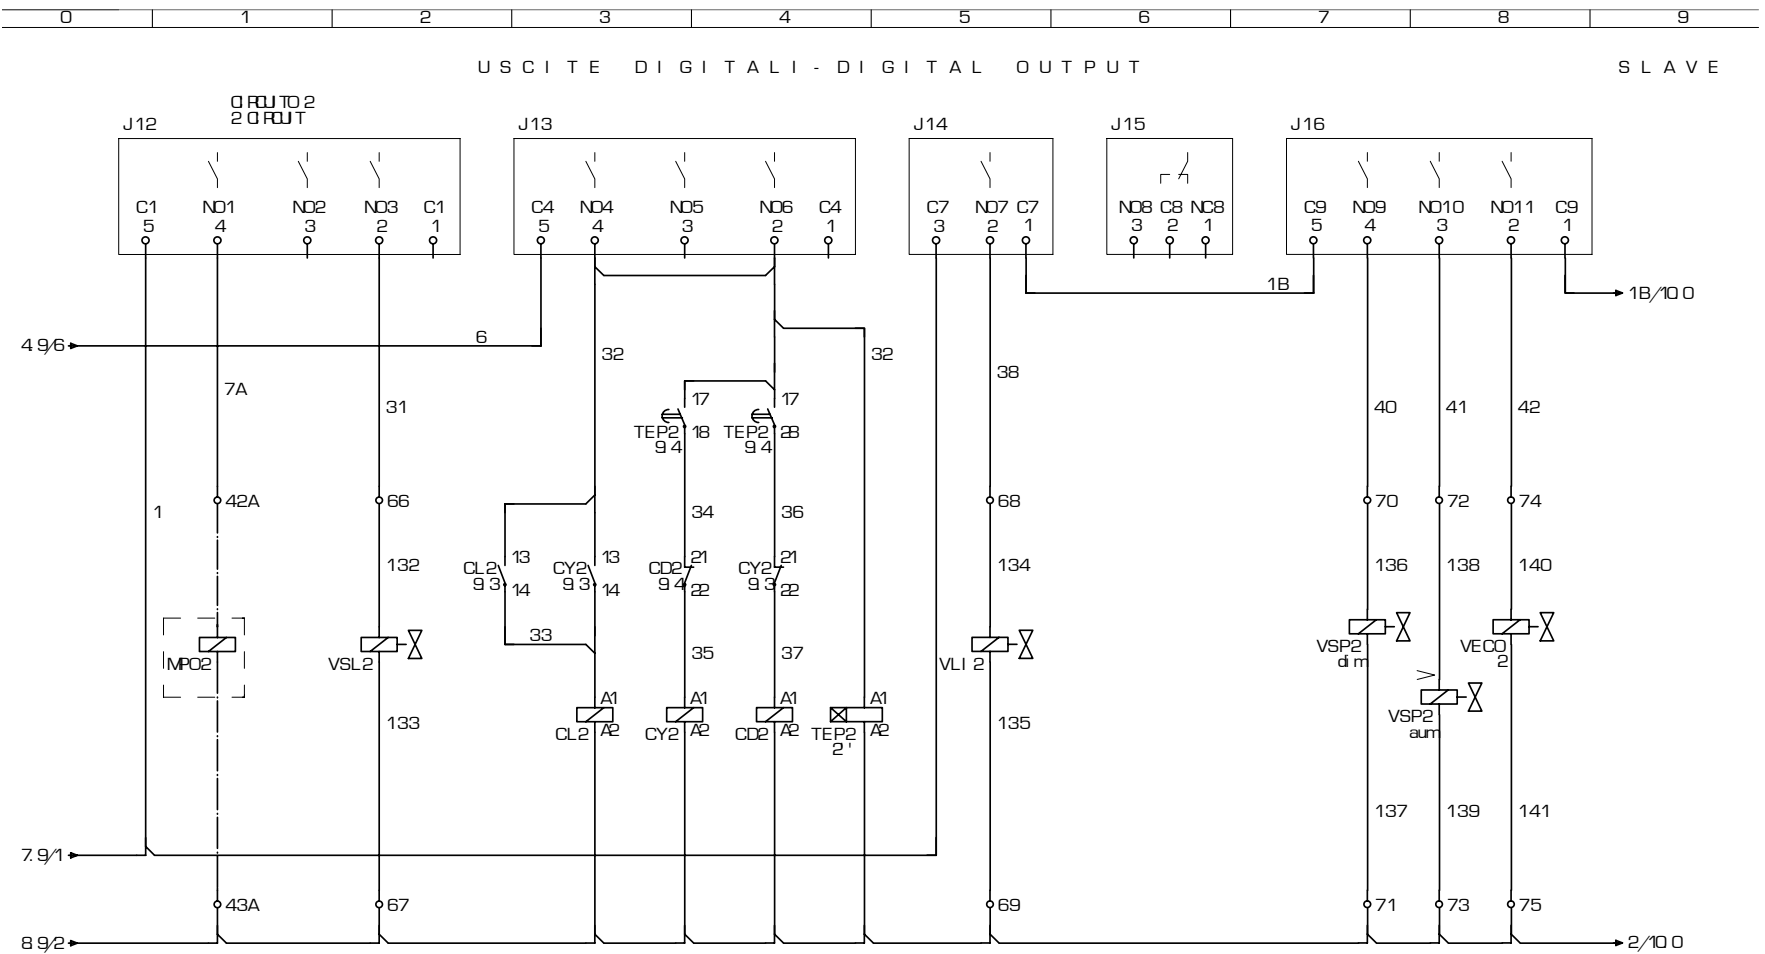 0 1 2 3 4 5 6 7 8 9
USCITE DIGITALI - DIGITAL OUTPUT
SLAVE
CIRCUITO 2
2 CIRCUIT
J12 J13 J14 J15 J16
C1 NO1 NO2 NO3 C1 C4 NO4 NO5 NO6 C4 C7 NO7 C7 NO8 C8 NC8 C9 NO9 NO10 NO11 C9
5 4 3 2 1 5 4 3 2 1 3 2 1 3 2 1 5 4 3 2 1
1B
1B/10.0
4.9/6 6
32 32
38
7A
31
17 17
40 41 42
TEP2 18 TEP2 28
9.4 9.4
42A 66 68 70 72 74
1 34 36
13 13 21 21
132 134 136 138 140
CL2 CY2 CD2 CY2
9.3 14 9.3 14 9.4 22 9.3 22
33
MPO2 VSL2 VLI 2
VSP2
dim
VECO
2
35 37
>
A1 A1 A1 A1
VSP2
aum
133 135
CL2 A2 CY2 A2 CD2 A2 TEP2 A2
2'
137 139 141
7.9/1
43A 67 69 71 73 75
8.9/2 2/10.0